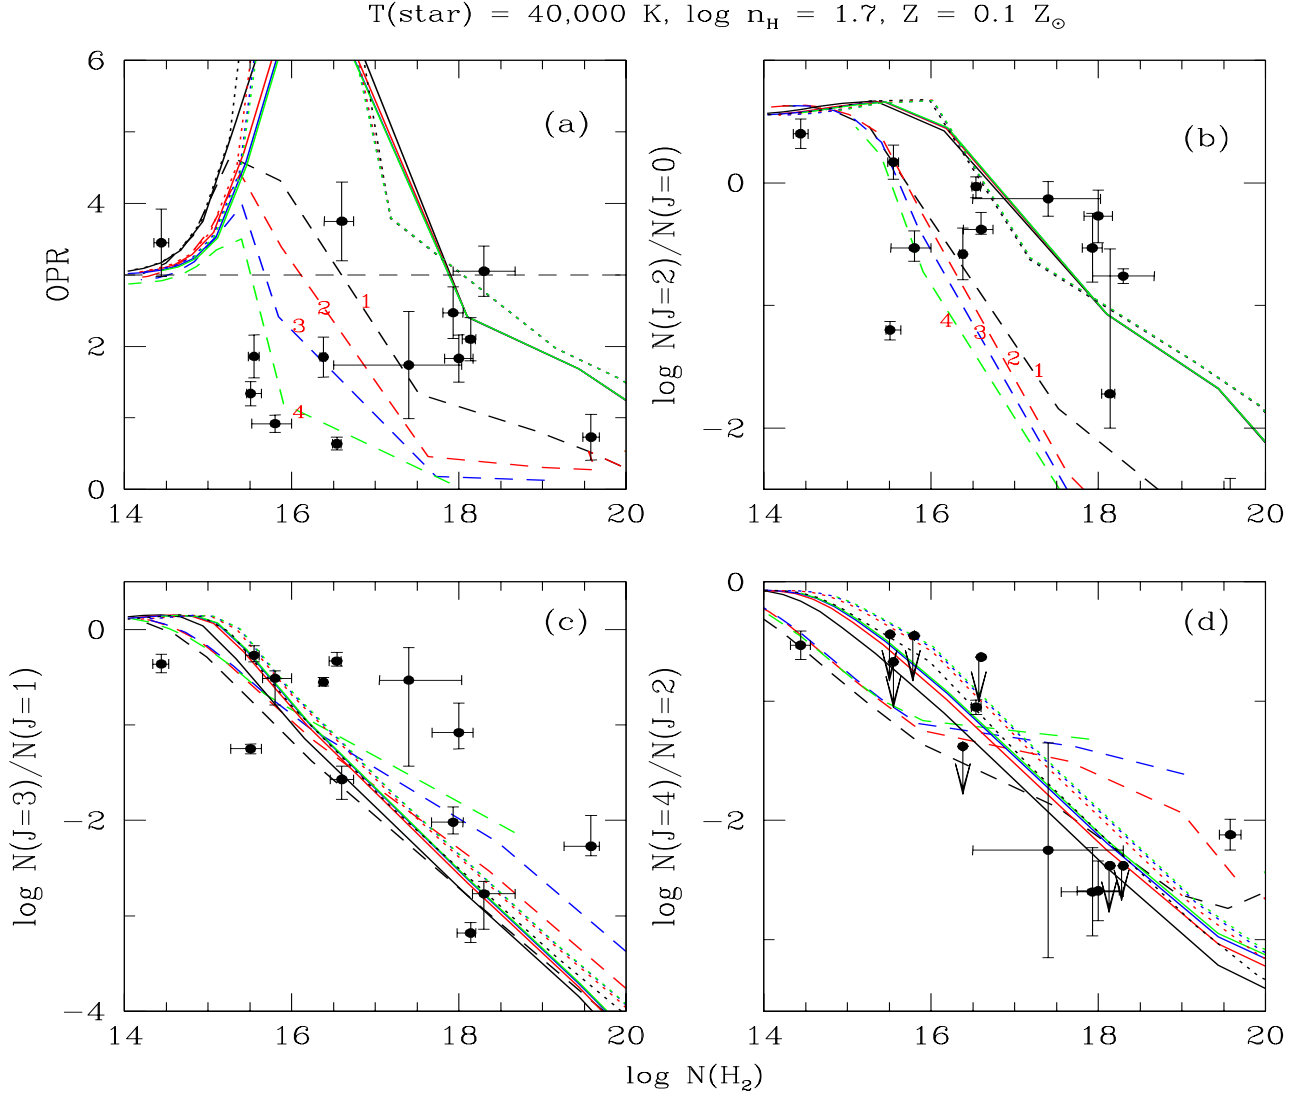 T(star) = 40,000 K, log n_H = 1.7, Z = 0.1 Z_⊙
6
4
2
0
OPR
(a)
1
2
3
4
14 16 18 20
0
−2
log N(J=2)/N(J=0)
(b)
4 3 2 1
14 16 18 20
0
−2
−4
log N(J=3)/N(J=1)
(c)
14 16 18 20
0
−2
log N(J=4)/N(J=2)
(d)
14 16 18 20
log N(H_2)